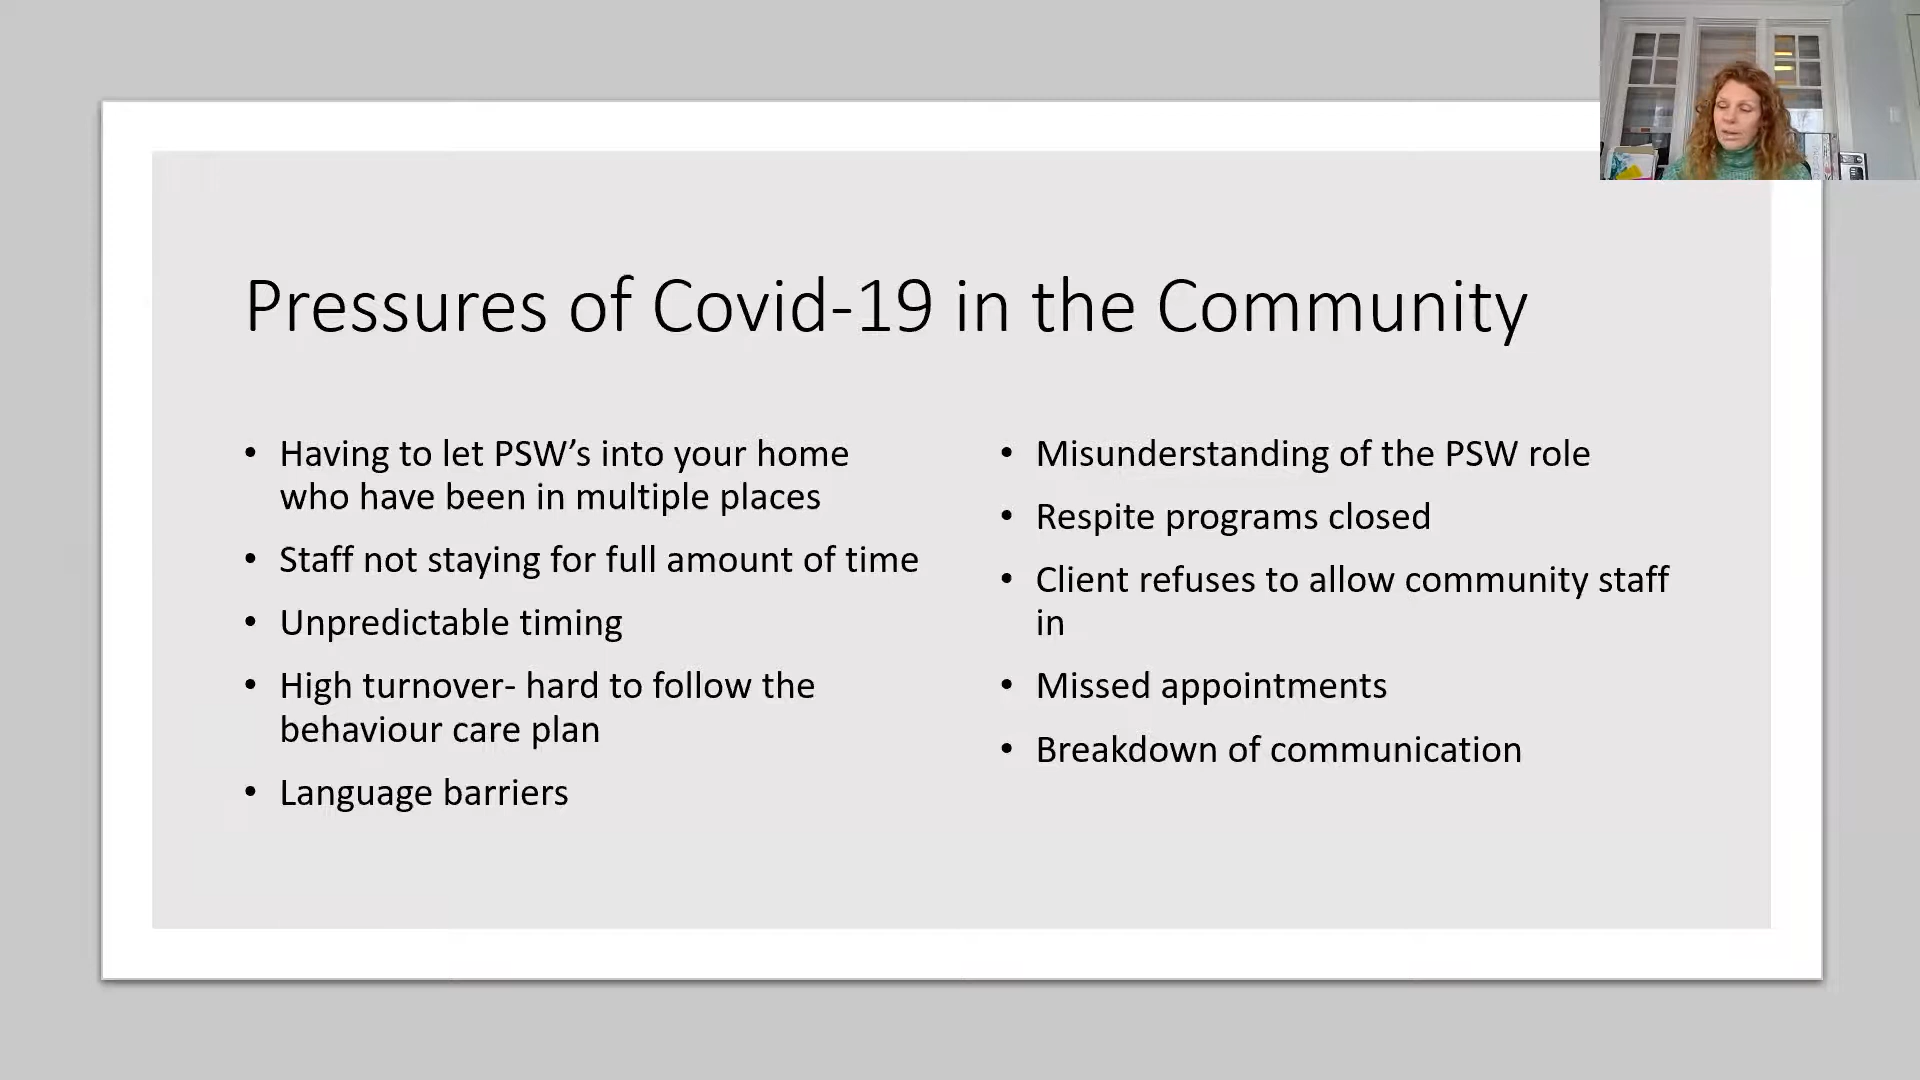 Pressures of Covid-19 in the Community
• Having to let PSW’s into your home
who have been in multiple places
• Staff not staying for full amount of time
• Unpredictable timing
• High turnover- hard to follow the
behaviour care plan
• Language barriers
• Misunderstanding of the PSW role
• Respite programs closed
• Client refuses to allow community staff
in
• Missed appointments
• Breakdown of communication